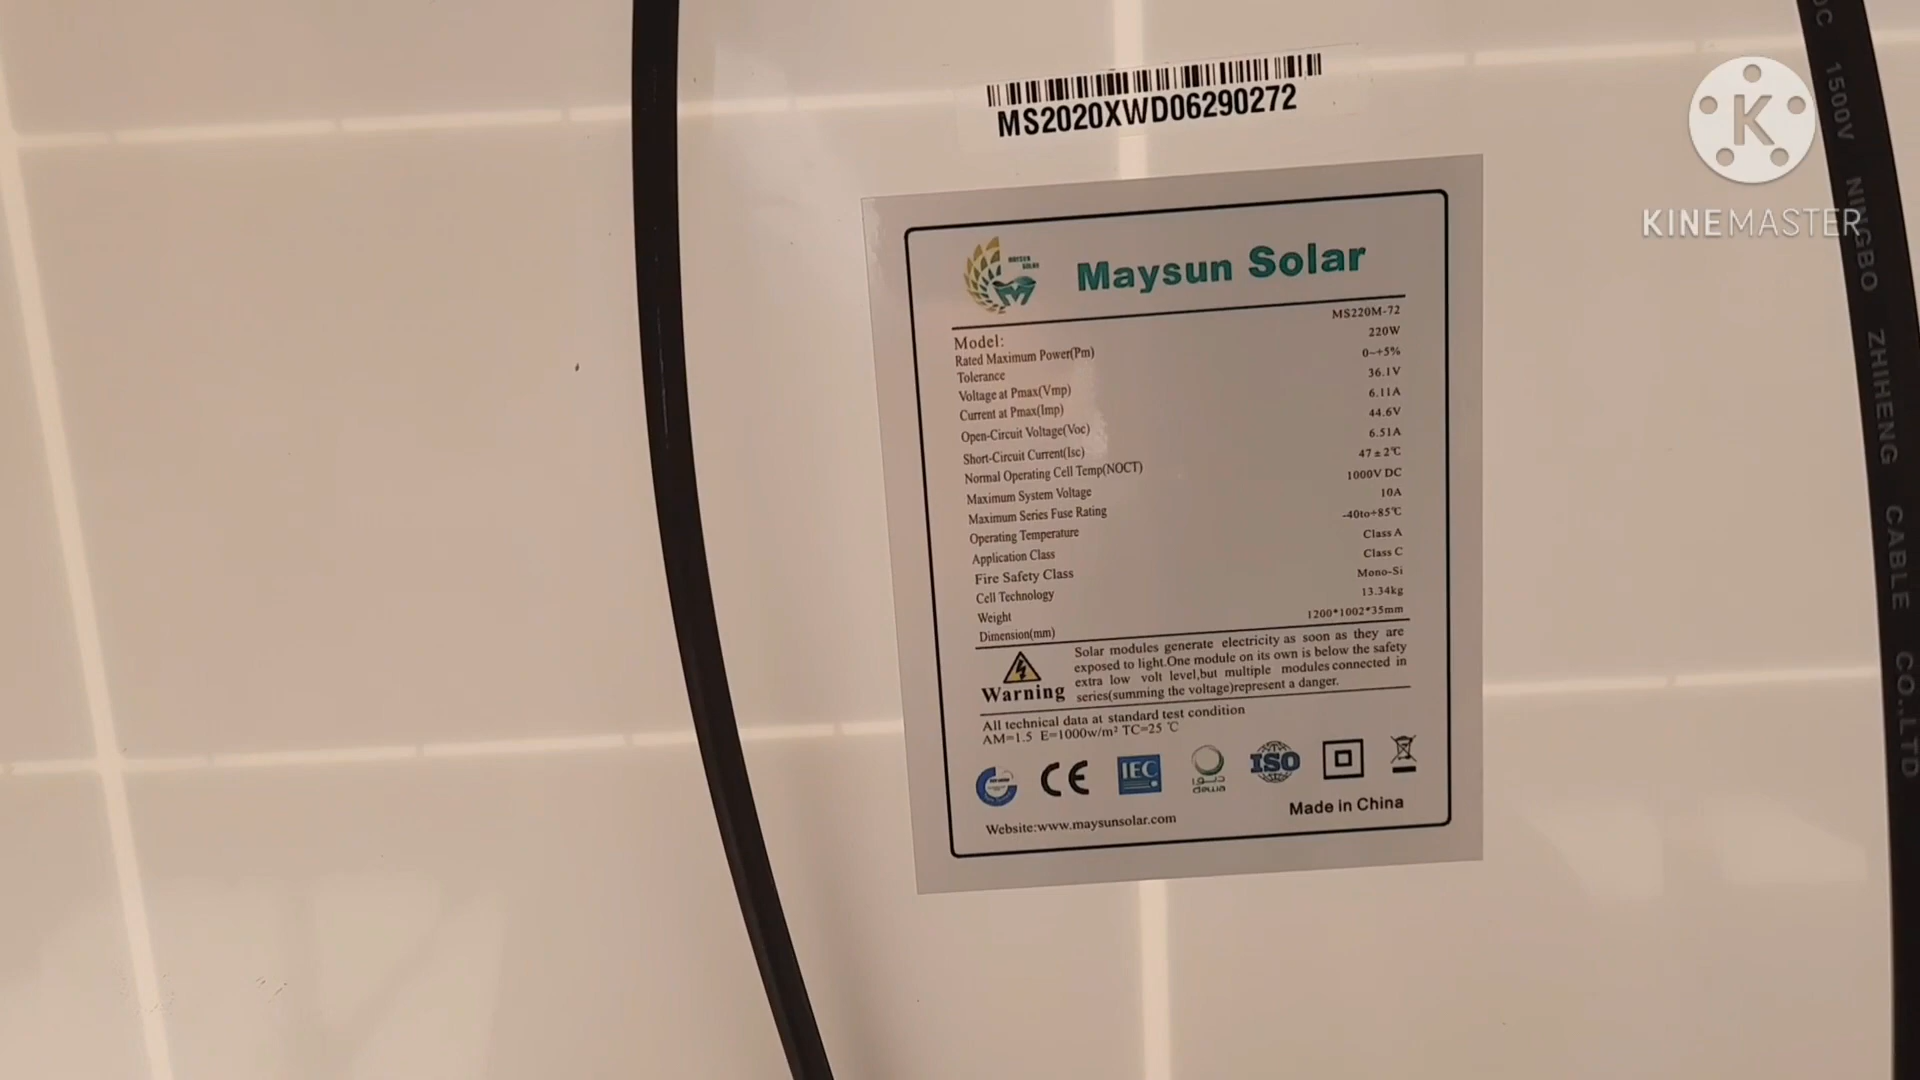 MS2020XWD06290272
KINEMASTER
DC 1500V NINGBO ZHIHENG CABLE CO.,LTD
MAYSUN SOLAR
Maysun Solar
Model: MS220M-72
Rated Maximum Power(Pm) 220W
Tolerance 0~+5%
Voltage at Pmax(Vmp) 36.1V
Current at Pmax(Imp) 6.11A
Open-Circuit Voltage(Voc) 44.6V
Short-Circuit Current(Isc) 6.51A
Normal Operating Cell Temp(NOCT) 47±2℃
Maximum System Voltage 1000V DC
Maximum Series Fuse Rating 10A
Operating Temperature -40to+85℃
Application Class Class A
Fire Safety Class Class C
Cell Technology Mono-Si
Weight 13.34kg
Dimension(mm) 1200*1002*35mm
Warning
Solar modules generate electricity as soon as they are
exposed to light.One module on its own is below the safety
extra low volt level,but multiple modules connected in
series(summing the voltage)represent a danger.
All technical data at standard test condition
AM=1.5 E=1000w/m² TC=25 ℃
CE IEC ديوا dewa ISO
Website:www.maysunsolar.com
Made in China